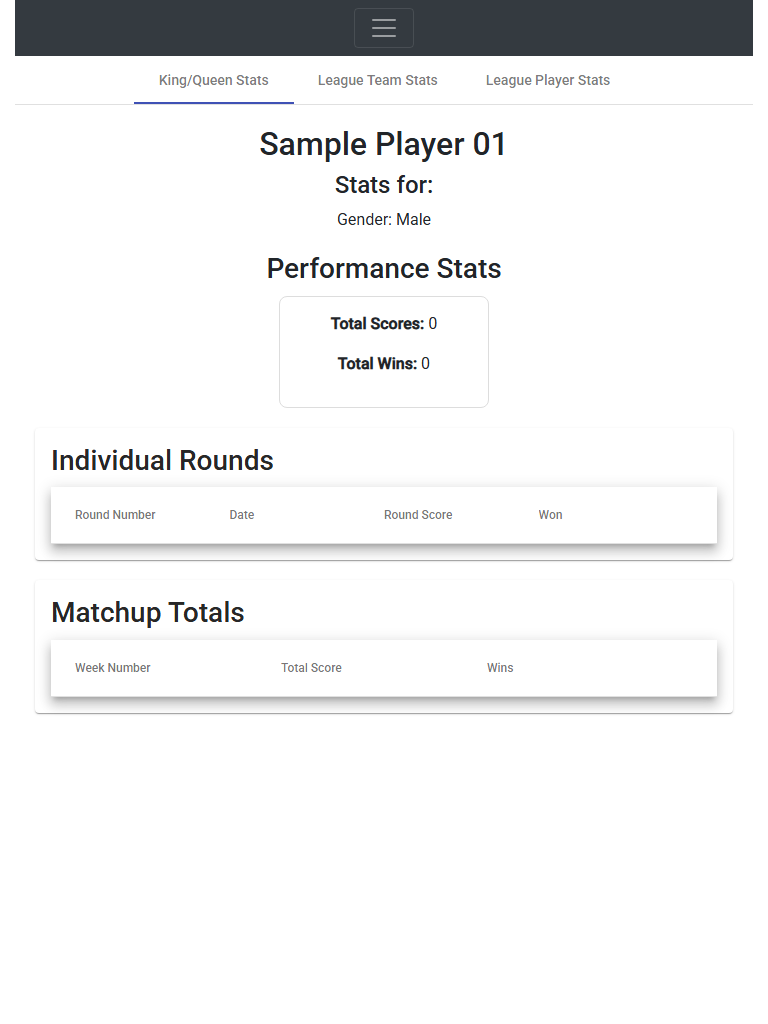 King/Queen Stats League Team Stats League Player Stats
Sample Player 01
Stats for:
Gender: Male
Performance Stats
Total Scores: 0
Total Wins: 0
Individual Rounds
Round Number Date Round Score Won
Matchup Totals
Week Number Total Score Wins